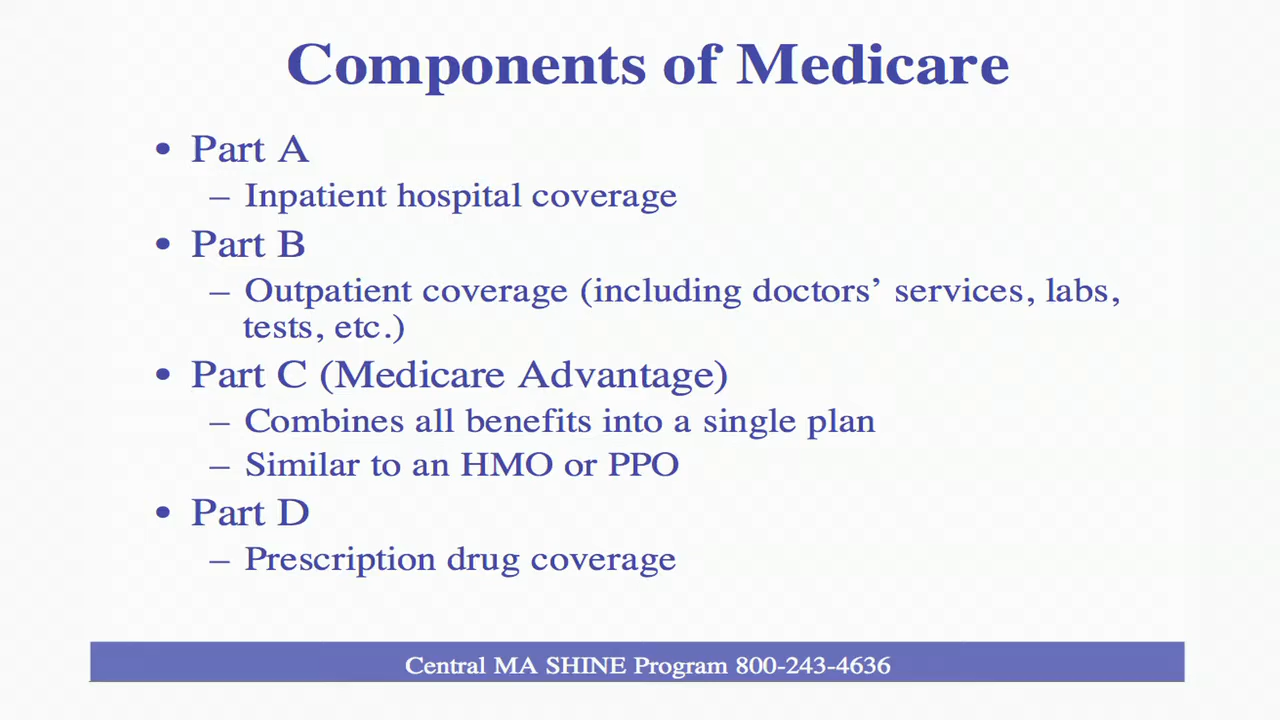 Components of Medicare
• Part A
– Inpatient hospital coverage
• Part B
– Outpatient coverage (including doctors’ services, labs,
tests, etc.)
• Part C (Medicare Advantage)
– Combines all benefits into a single plan
– Similar to an HMO or PPO
• Part D
– Prescription drug coverage
Central MA SHINE Program 800-243-4636